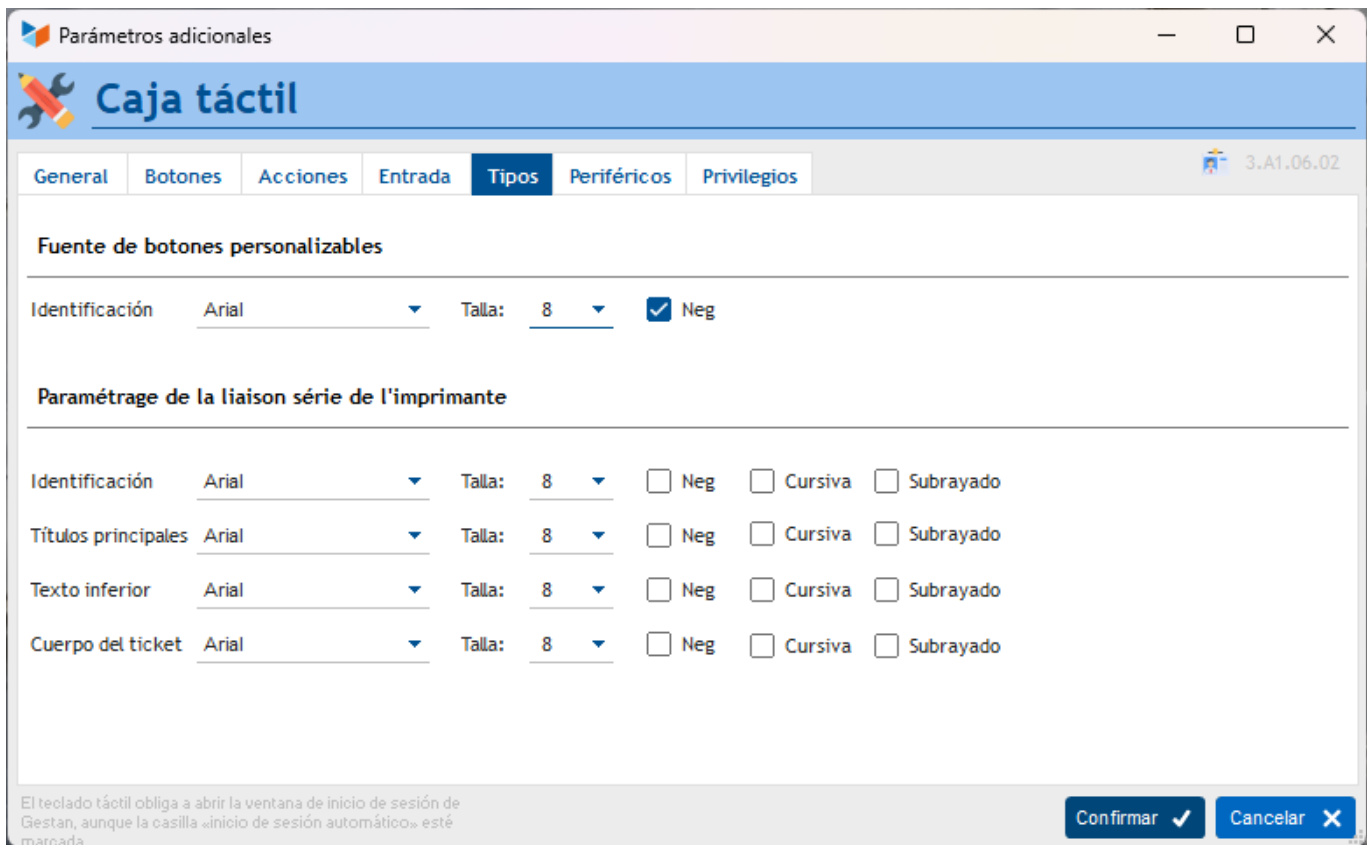 Parámetros adicionales
Caja táctil
General Botones Acciones Entrada Tipos Periféricos Privilegios 3.A1.06.02
Fuente de botones personalizables
Identificación Arial Talla: 8 Neg
Paramétrage de la liaison série de l'imprimante
Identificación Arial Talla: 8 Neg Cursiva Subrayado
Títulos principales Arial Talla: 8 Neg Cursiva Subrayado
Texto inferior Arial Talla: 8 Neg Cursiva Subrayado
Cuerpo del ticket Arial Talla: 8 Neg Cursiva Subrayado
El teclado táctil obliga a abrir la ventana de inicio de sesión de
Gestan, aunque la casilla «inicio de sesión automático» esté
marcada
Confirmar Cancelar